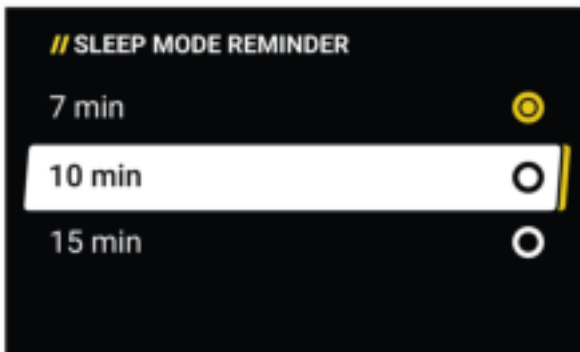 // SLEEP MODE REMINDER
7 min
10 min
15 min